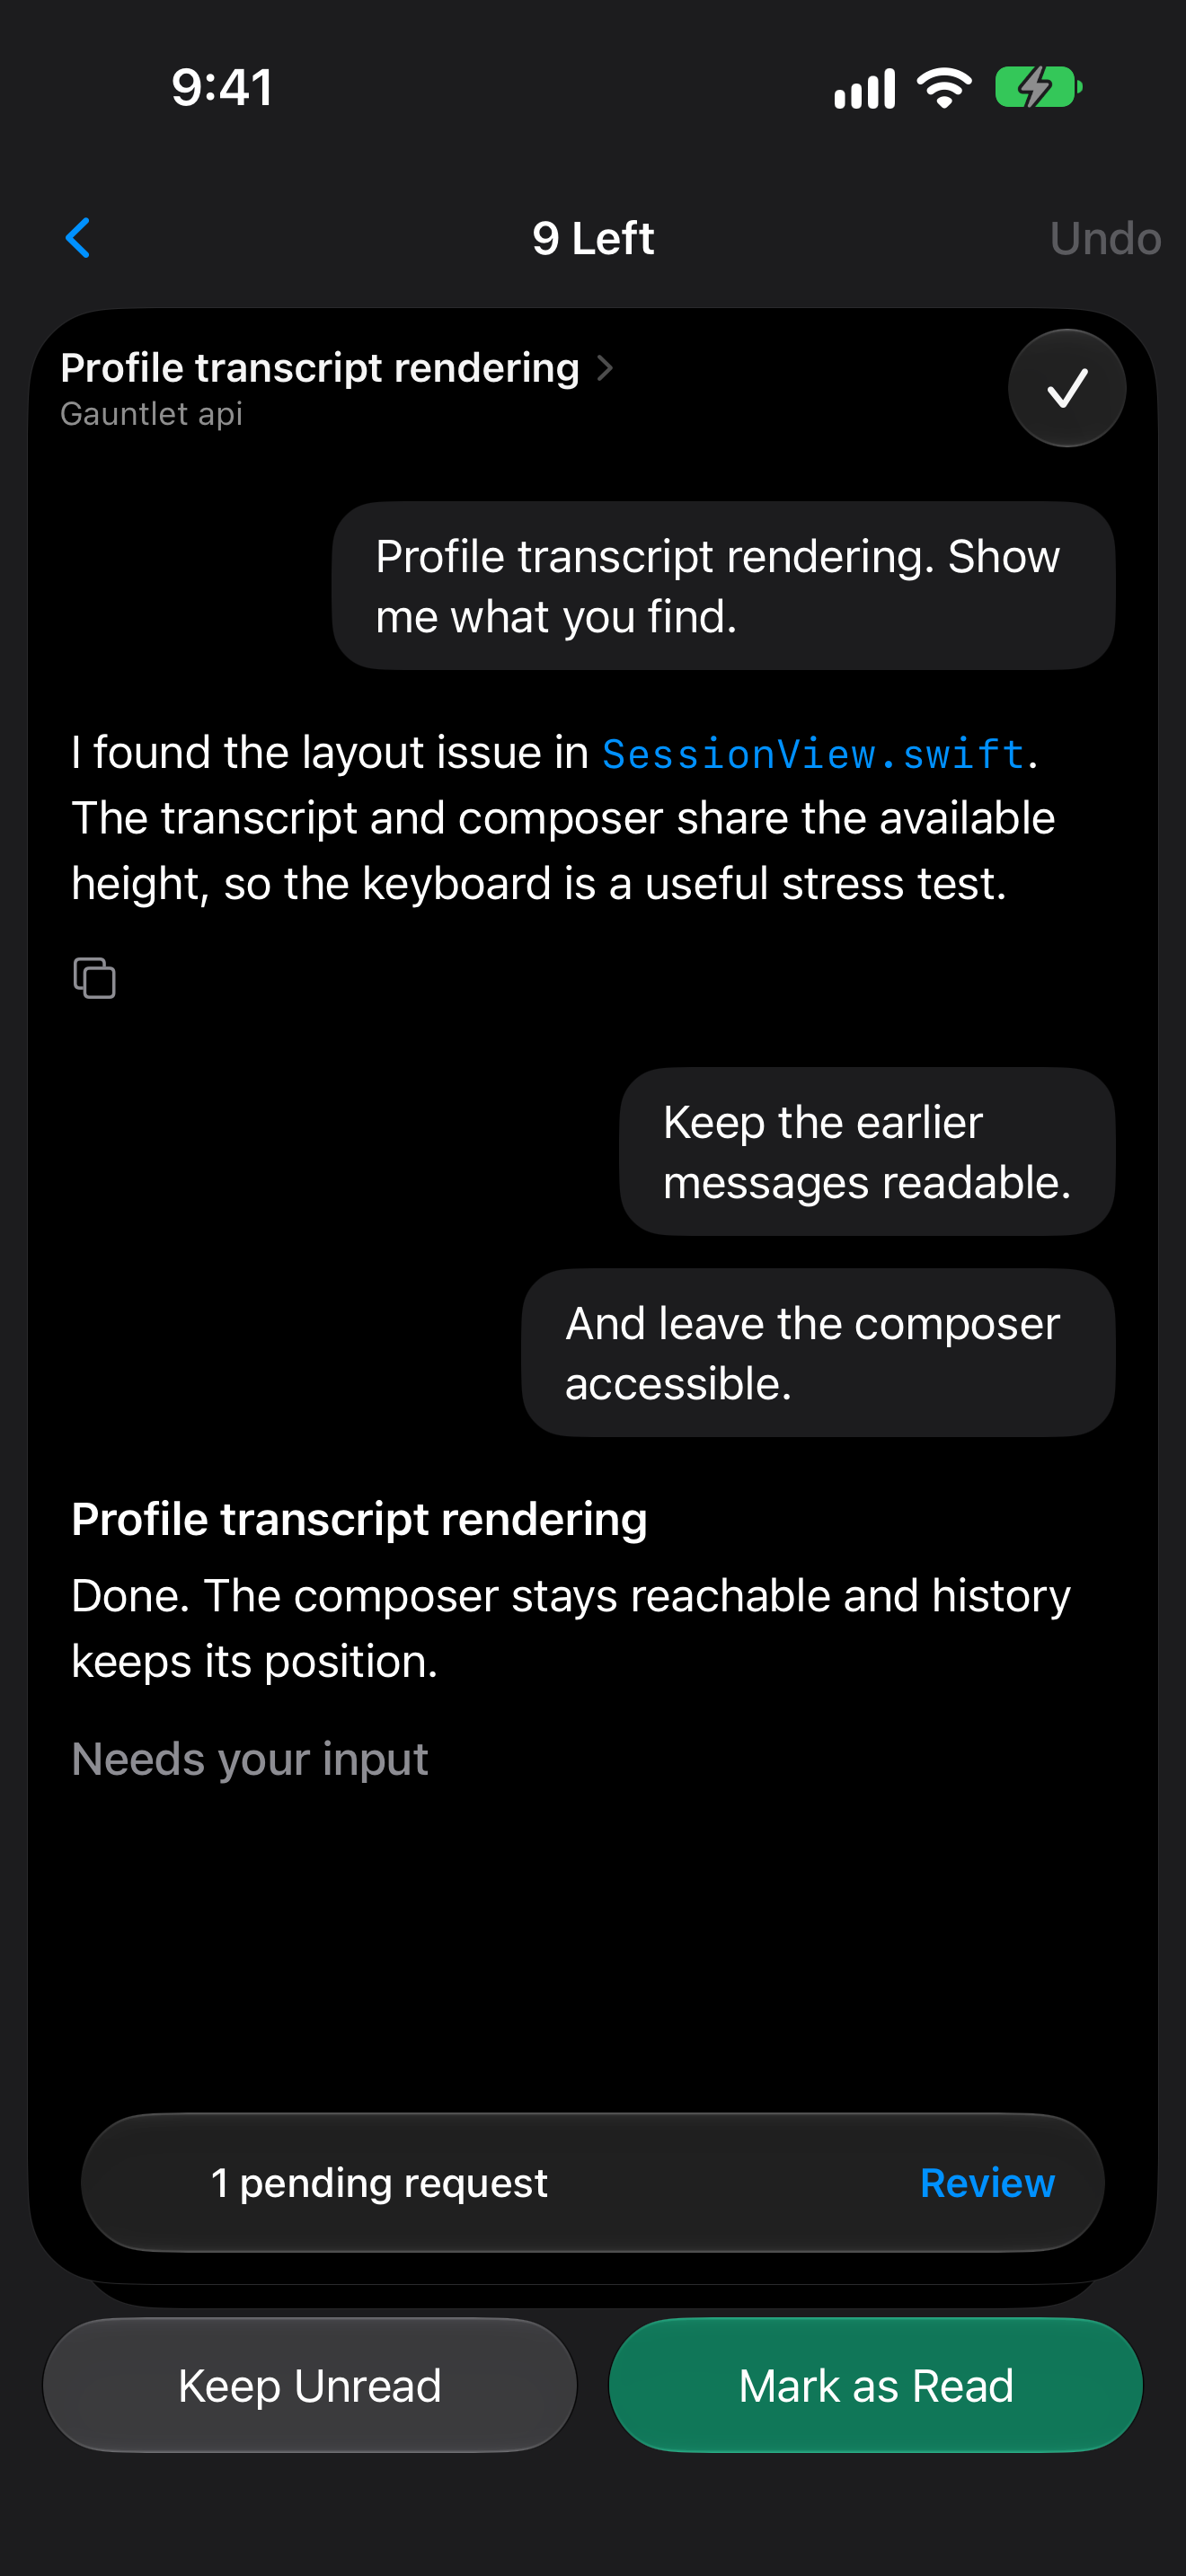 9:41
9 Left
Undo
Profile transcript rendering
Gauntlet api
Profile transcript rendering. Show
me what you find.
I found the layout issue in SessionView.swift.
The transcript and composer share the available
height, so the keyboard is a useful stress test.
Keep the earlier
messages readable.
And leave the composer
accessible.
Profile transcript rendering
Done. The composer stays reachable and history
keeps its position.
Needs your input
1 pending request
Review
Keep Unread
Mark as Read